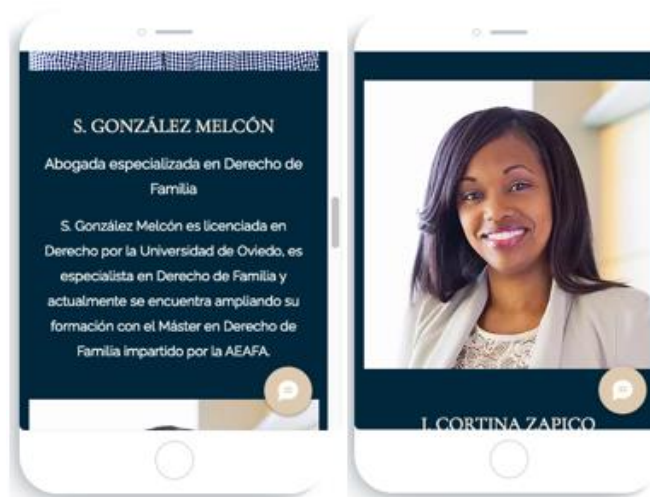 S. GONZÁLEZ MELCÓN
Abogada especializada en Derecho de
Familia
S. González Melcón es licenciada en
Derecho por la Universidad de Oviedo, es
especialista en Derecho de Familia y
actualmente se encuentra ampliando su
formación con el Máster en Derecho de
Familia impartido por la AEAFA.
J. CORTINA ZAPICO